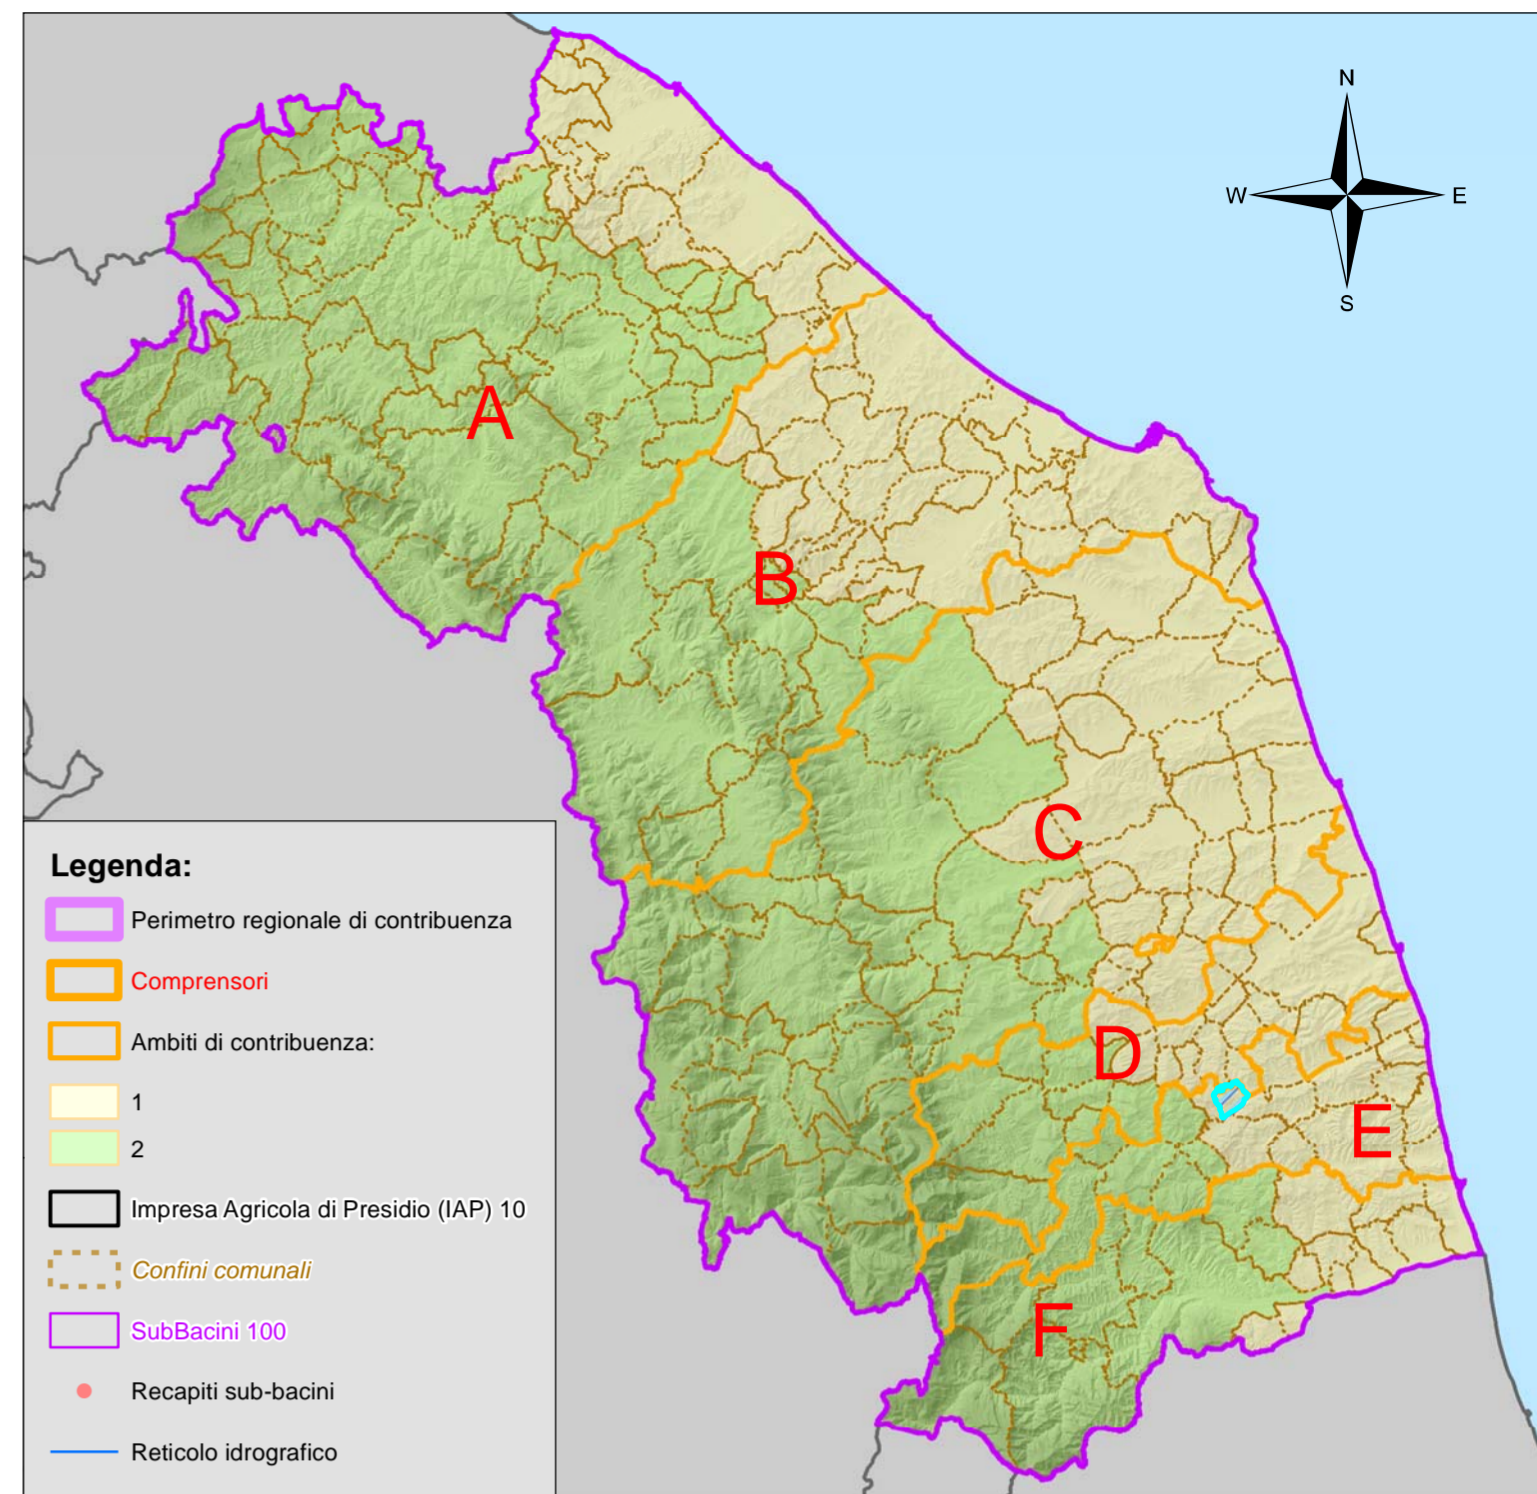 N
W E
S
A
B
C
D
E
F
Legenda:
Perimetro regionale di contribuenza
Comprensori
Ambiti di contribuenza:
1
2
Impresa Agricola di Presidio (IAP) 10
Confini comunali
SubBacini 100
Recapiti sub-bacini
Reticolo idrografico